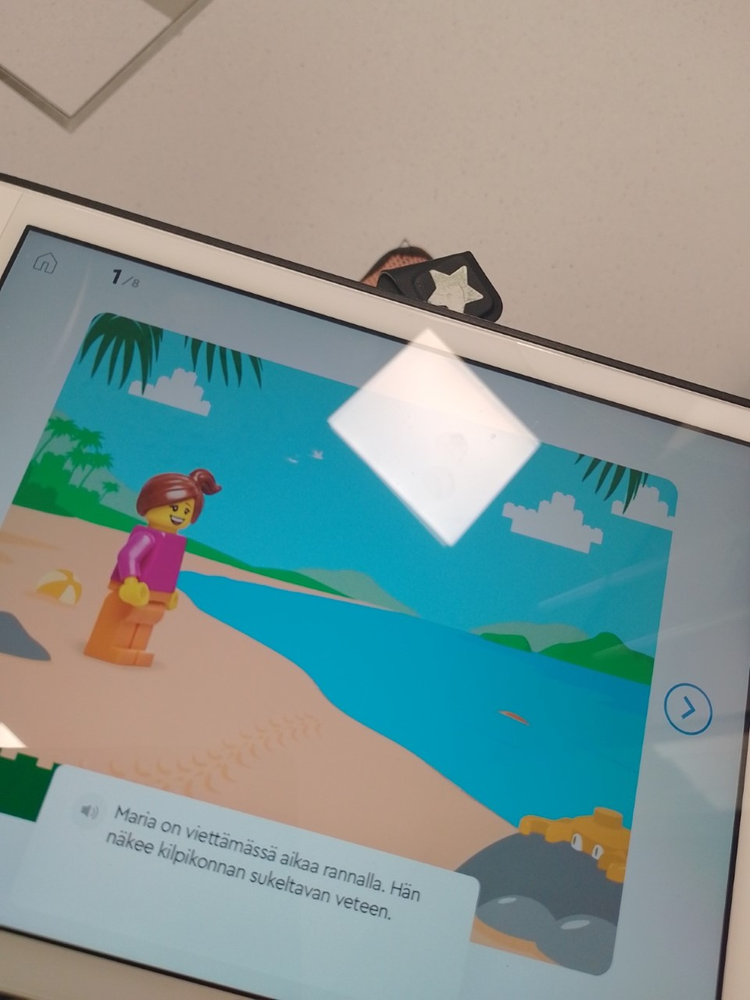 1/8
Maria on viettämässä aikaa rannalla. Hän
näkee kilpikonnan sukeltavan veteen.